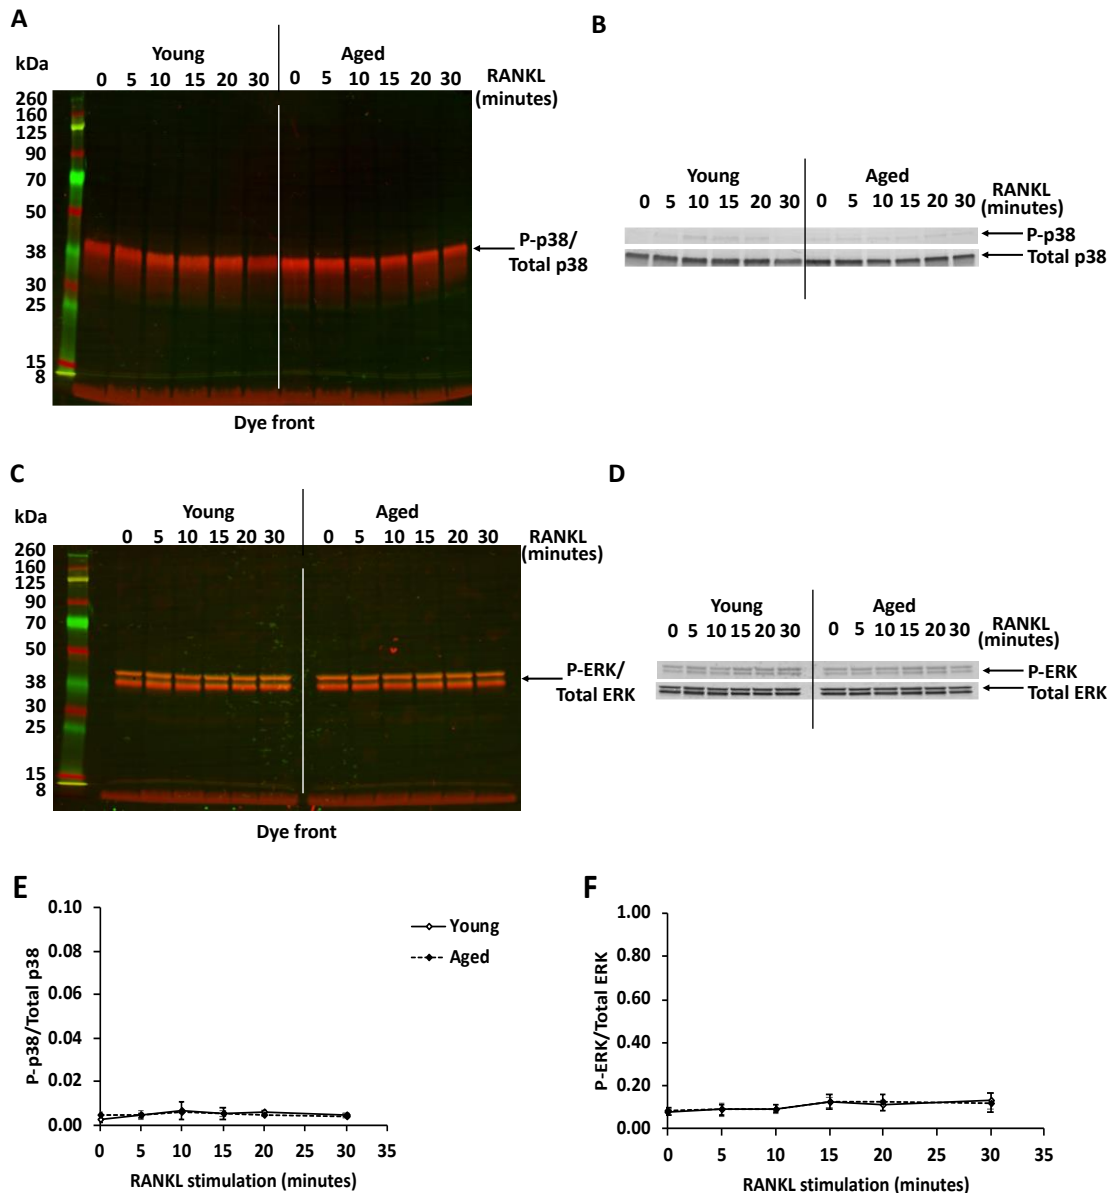 A
Young
Aged
kDa
0 5 10 15 20 30 0 5 10 15 20 30
RANKL
(minutes)
260
160
125
90
70
50
38
30
25
15
8
P-p38/
Total p38
Dye front
B
Young
Aged
0 5 10 15 20 30 0 5 10 15 20 30
RANKL
(minutes)
P-p38
Total p38
C
Young
Aged
kDa
0 5 10 15 20 30 0 5 10 15 20 30
RANKL
(minutes)
260
160
125
90
70
50
38
30
25
15
8
P-ERK/
Total ERK
Dye front
D
Young
Aged
0 5 10 15 20 30 0 5 10 15 20 30
RANKL
(minutes)
P-ERK
Total ERK
E
P-p38/Total p38
0.10
0.08
0.06
0.04
0.02
0.00
0 5 10 15 20 25 30 35
RANKL stimulation (minutes)
Young
Aged
F
P-ERK/Total ERK
1.00
0.80
0.60
0.40
0.20
0.00
0 5 10 15 20 25 30 35
RANKL stimulation (minutes)